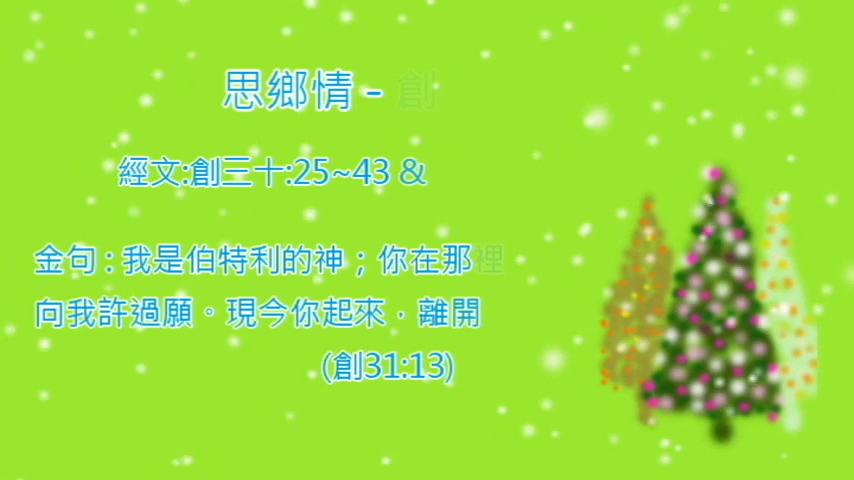 思鄉情 - 創
經文:創三十:25~43 &
金句 : 我是伯特利的神；你在那裡
向我許過願。現今你起來，離開
(創31:13)